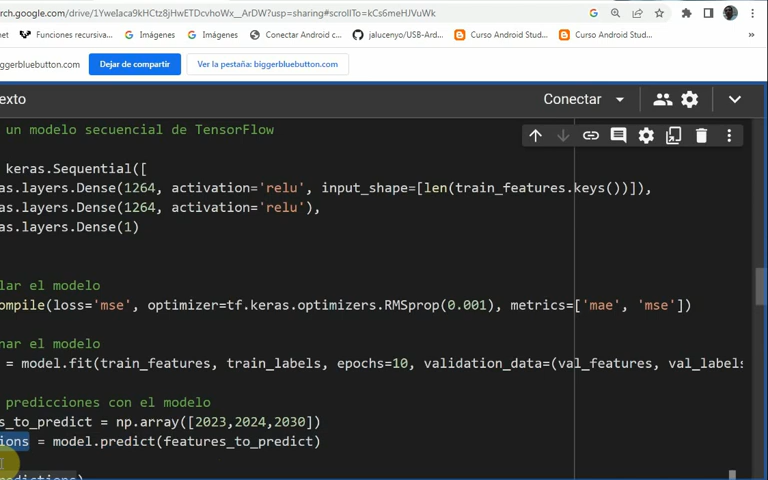 rch.google.com/drive/1YweIaca9kHCtz8jHwETDcvhoWx__ArDW?usp=sharing#scrollTo=kCs6meHJVuWk
net Funciones recursiva... Imágenes Imágenes Conectar Android c... jalucenyo/USB-Ard... Curso Android Stud... Curso Android Stud...
ggerbluebutton.com Dejar de compartir Ver la pestaña: biggerbluebutton.com
exto Conectar
un modelo secuencial de TensorFlow
keras.Sequential([
as.layers.Dense(1264, activation='relu', input_shape=[len(train_features.keys())]),
as.layers.Dense(1264, activation='relu'),
as.layers.Dense(1)
lar el modelo
ompile(loss='mse', optimizer=tf.keras.optimizers.RMSprop(0.001), metrics=['mae', 'mse'])
nar el modelo
= model.fit(train_features, train_labels, epochs=10, validation_data=(val_features, val_labels
predicciones con el modelo
s_to_predict = np.array([2023,2024,2030])
ions = model.predict(features_to_predict)